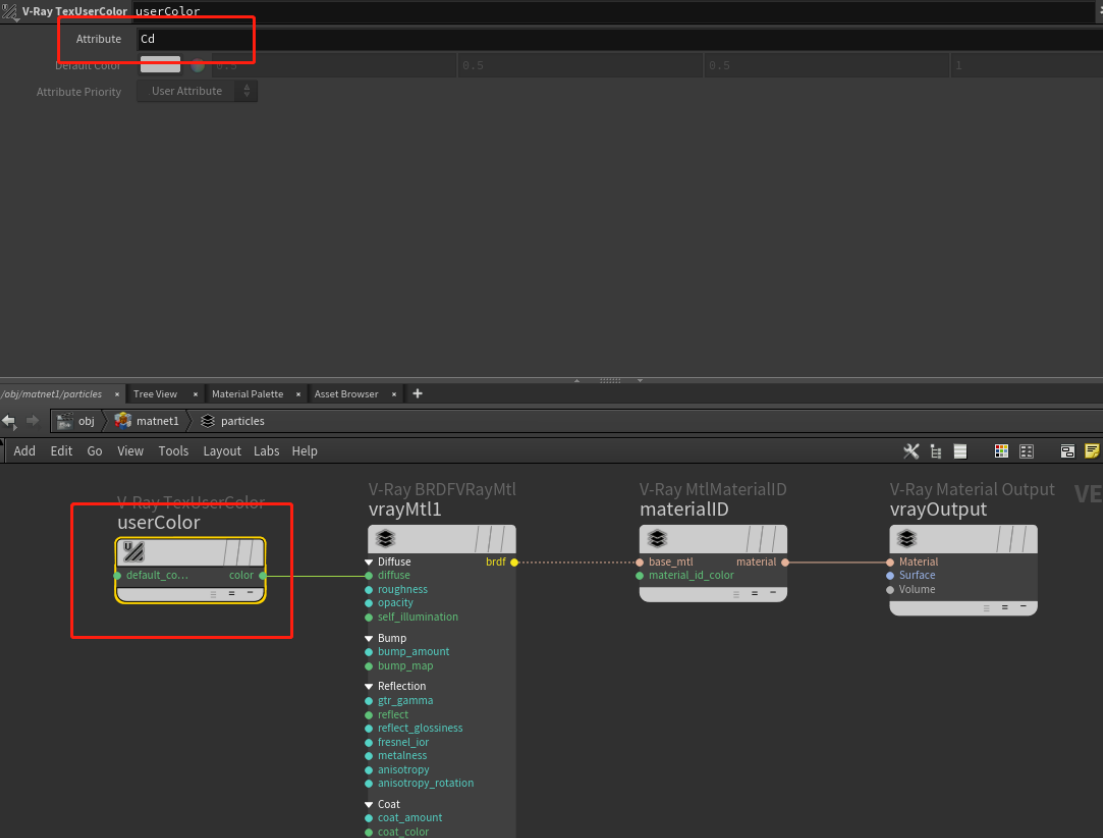 V-Ray TexUserColor userColor
Attribute Cd
Default Color 0.5 0.5 0.5 1
Attribute Priority User Attribute
/obj/matnet1/particles × Tree View × Material Palette × Asset Browser × +
obj matnet1 particles
Add Edit Go View Tools Layout Labs Help
V-Ray TexUserColor
userColor
default_co... color
V-Ray BRDFVRayMtl
vrayMtl1
Diffuse brdf
diffuse
roughness
opacity
self_illumination
Bump
bump_amount
bump_map
Reflection
gtr_gamma
reflect
reflect_glossiness
fresnel_ior
metalness
anisotropy
anisotropy_rotation
Coat
coat_amount
coat_color
V-Ray MtlMaterialID
materialID
base_mtl material
material_id_color
V-Ray Material Output
vrayOutput
Material
Surface
Volume
VE